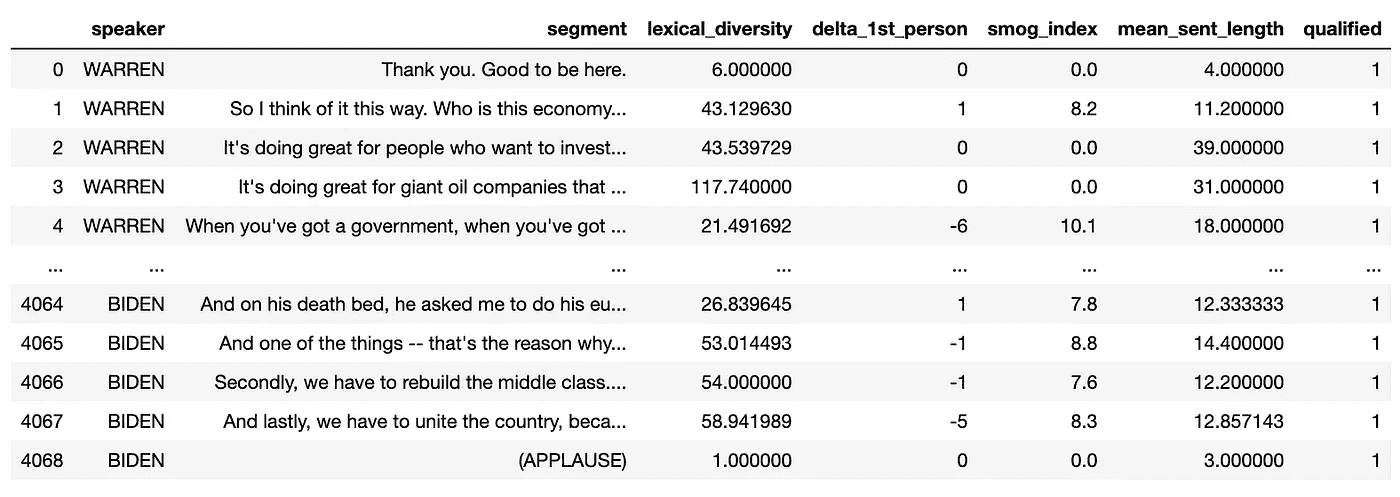 speaker segment lexical_diversity delta_1st_person smog_index mean_sent_length qualified
0 WARREN Thank you. Good to be here. 6.000000 0 0.0 4.000000 1
1 WARREN So I think of it this way. Who is this economy... 43.129630 1 8.2 11.200000 1
2 WARREN It's doing great for people who want to invest... 43.539729 0 0.0 39.000000 1
3 WARREN It's doing great for giant oil companies that ... 117.740000 0 0.0 31.000000 1
4 WARREN When you've got a government, when you've got ... 21.491692 -6 10.1 18.000000 1
... ... ... ... ... ... ... ...
4064 BIDEN And on his death bed, he asked me to do his eu... 26.839645 1 7.8 12.333333 1
4065 BIDEN And one of the things -- that's the reason why... 53.014493 -1 8.8 14.400000 1
4066 BIDEN Secondly, we have to rebuild the middle class.... 54.000000 -1 7.6 12.200000 1
4067 BIDEN And lastly, we have to unite the country, beca... 58.941989 -5 8.3 12.857143 1
4068 BIDEN (APPLAUSE) 1.000000 0 0.0 3.000000 1